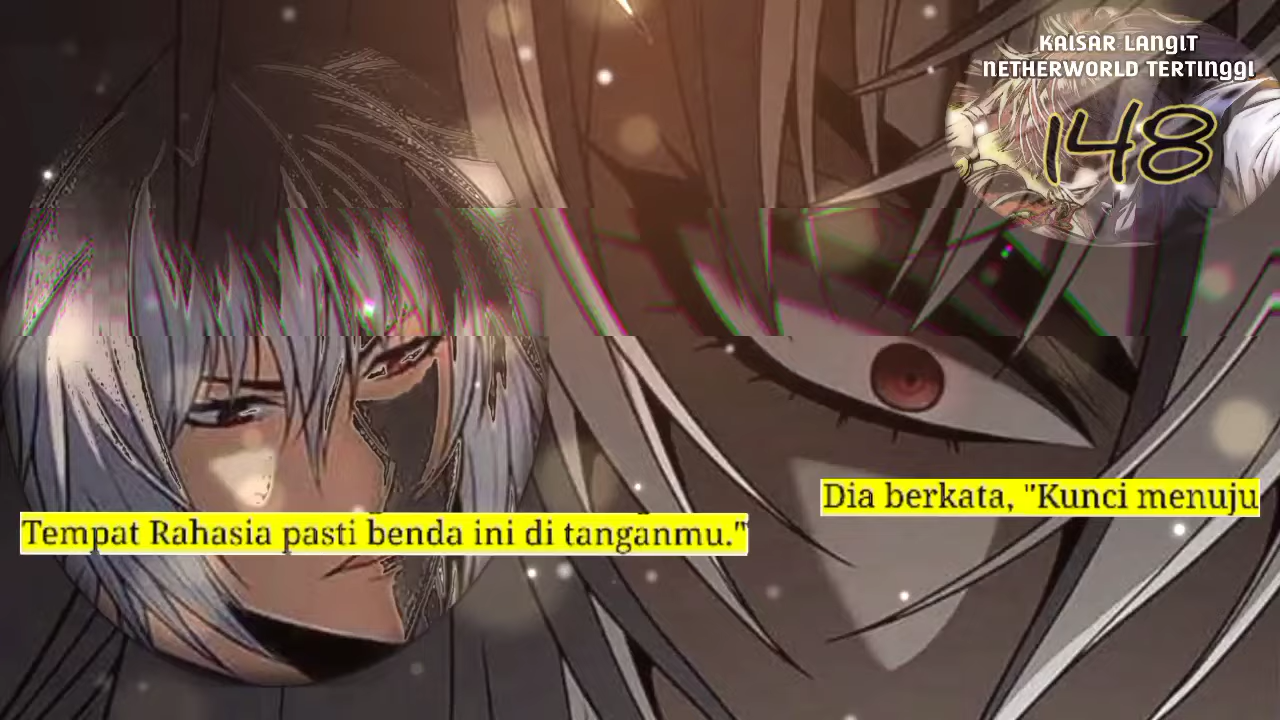 KAISAR LANGIT
NETHERWORLD TERTINGGI
148
Dia berkata, "Kunci menuju
Tempat Rahasia pasti benda ini di tanganmu."